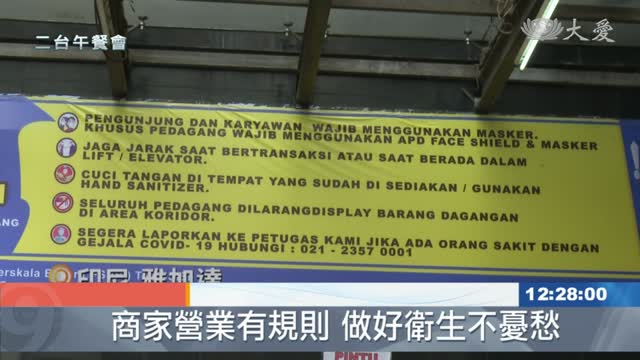 二台午餐會
大愛
PENGUNJUNG DAN KARYAWAN WAJIB MENGGUNAKAN MASKER.
KHUSUS PEDAGANG WAJIB MENGGUNAKAN APD FACE SHIELD & MASKER
JAGA JARAK SAAT BERTRANSAKSI ATAU SAAT BERADA DALAM
LIFT / ELEVATOR.
CUCI TANGAN DI TEMPAT YANG SUDAH DI SEDIAKAN / GUNAKAN
HAND SANITIZER.
SELURUH PEDAGANG DILARANGDISPLAY BARANG DAGANGAN
DI AREA KORIDOR.
SEGERA LAPORKAN KE PETUGAS KAMI JIKA ADA ORANG SAKIT DENGAN
GEJALA COVID- 19 HUBUNGI : 021 - 2357 0001
ANG
erskala
印尼 雅加達
12:28:00
商家營業有規則 做好衛生不憂愁
PINTU